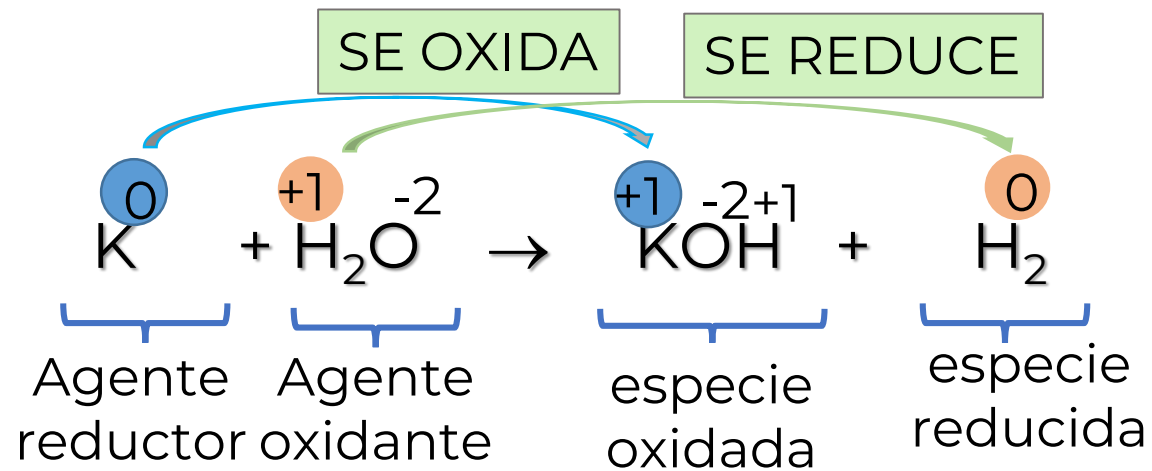 SE OXIDA SE REDUCE
0 +1 -2 +1 -2+1 0
K + H₂O → KOH + H₂
Agente reductor
Agente oxidante
especie oxidada
especie reducida